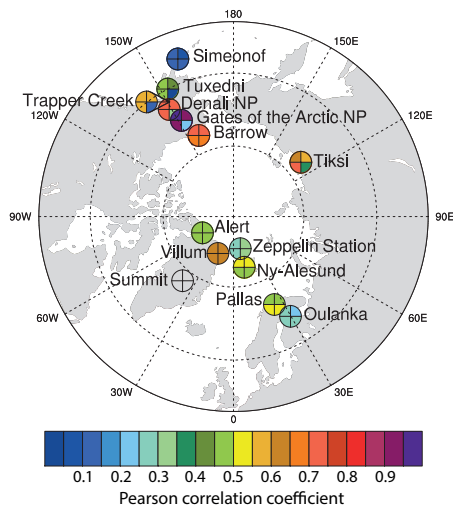 180
150W
150E
Simeonof
Tuxedni
Trapper Creek
Denali NP
120W
Gates of the Arctic NP
120E
Barrow
Tiksi
90W
90E
Alert
Villum
Zeppelin Station
Ny-Alesund
Summit
Pallas
Oulanka
60W
60E
30W
30E
0
0.1 0.2 0.3 0.4 0.5 0.6 0.7 0.8 0.9
Pearson correlation coefficient